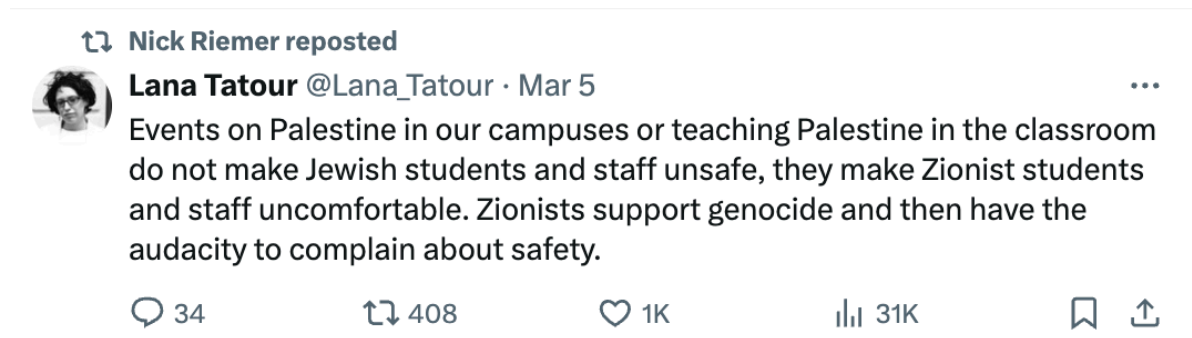 Nick Riemer reposted
Lana Tatour @Lana_Tatour · Mar 5
Events on Palestine in our campuses or teaching Palestine in the classroom
do not make Jewish students and staff unsafe, they make Zionist students
and staff uncomfortable. Zionists support genocide and then have the
audacity to complain about safety.
34 408 1K 31K